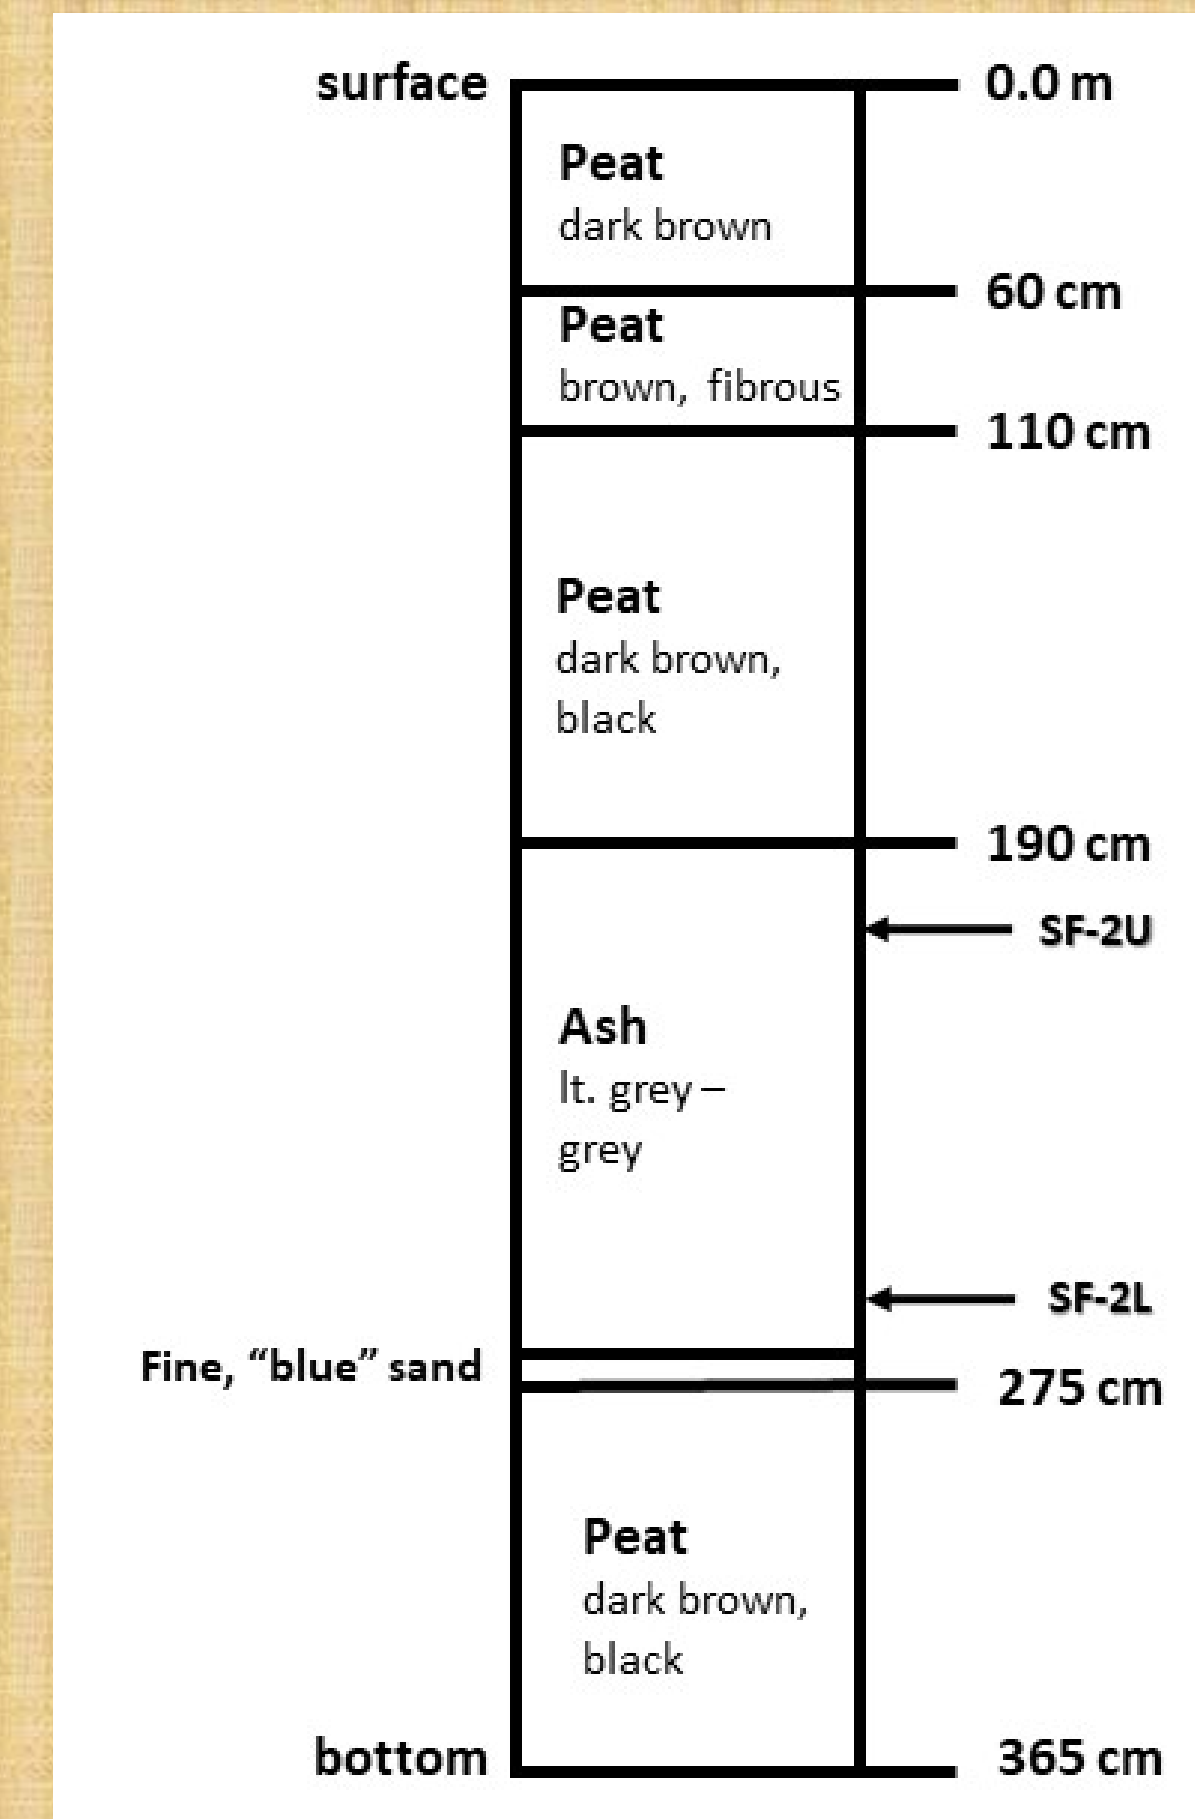 surface
0.0 m
Peat
dark brown
60 cm
Peat
brown, fibrous
110 cm
Peat
dark brown,
black
190 cm
SF-2U
Ash
lt. grey –
grey
SF-2L
Fine, “blue” sand
275 cm
Peat
dark brown,
black
bottom
365 cm